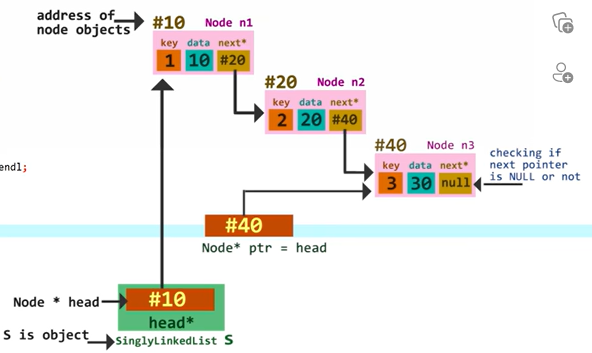 address of
node objects
#10
Node n1
key data next*
1 10 #20
#20
Node n2
key data next*
2 20 #40
#40
Node n3
key data next*
3 30 null
checking if
next pointer
is NULL or not
endl;
#40
Node* ptr = head
Node * head
#10
head*
S is object
SinglyLinkedList S